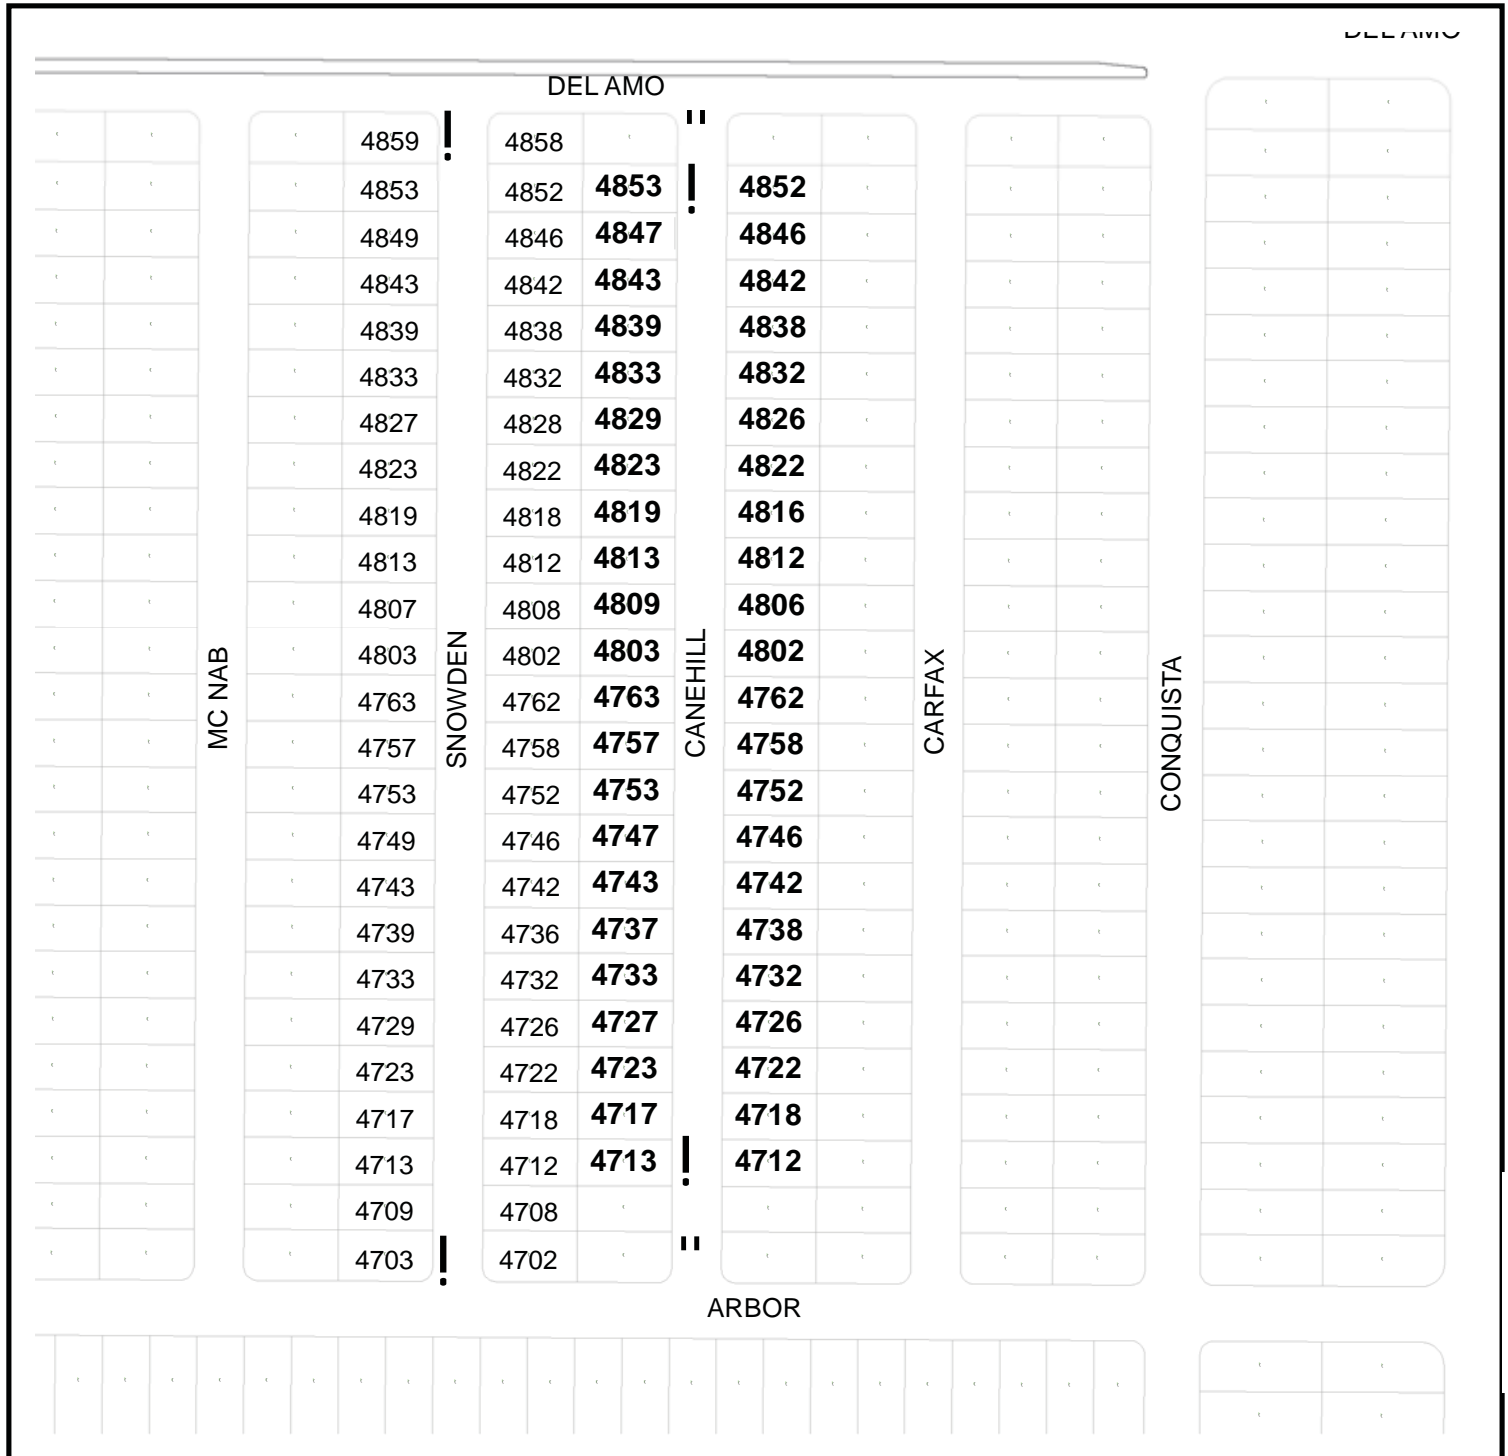 DEL AMO
4859 ! 4858 "
4853 4852 4853 ! 4852
4849 4846 4847 4846
4843 4842 4843 4842
4839 4838 4839 4838
4833 4832 4833 4832
4827 4828 4829 4826
4823 4822 4823 4822
4819 4818 4819 4816
4813 4812 4813 4812
4807 4808 4809 4806
4803 4802 4803 4802
4763 4762 4763 4762
4757 4758 4757 4758
4753 4752 4753 4752
4749 4746 4747 4746
4743 4742 4743 4742
4739 4736 4737 4738
4733 4732 4733 4732
4729 4726 4727 4726
4723 4722 4723 4722
4717 4718 4717 4718
4713 4712 4713 ! 4712
4709 4708
4703 ! 4702 "
MC NAB
SNOWDEN
CANEHILL
CARFAX
CONQUISTA
ARBOR
DEL AMO